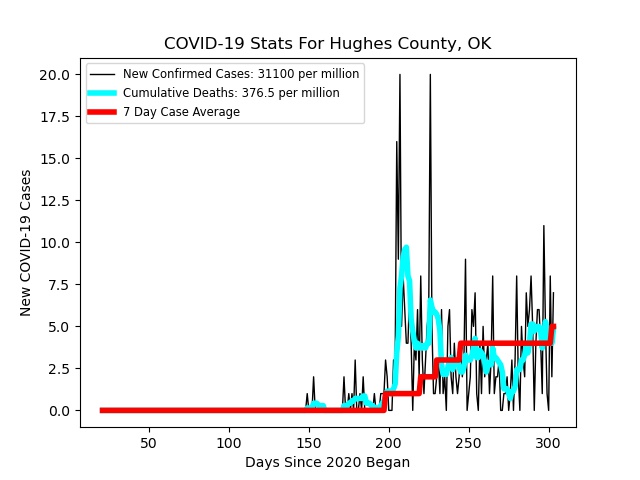 COVID-19 Stats For Hughes County, OK
New Confirmed Cases: 31100 per million
Cumulative Deaths: 376.5 per million
7 Day Case Average
20.0
17.5
15.0
12.5
10.0
7.5
5.0
2.5
0.0
New COVID-19 Cases
50 100 150 200 250 300
Days Since 2020 Began